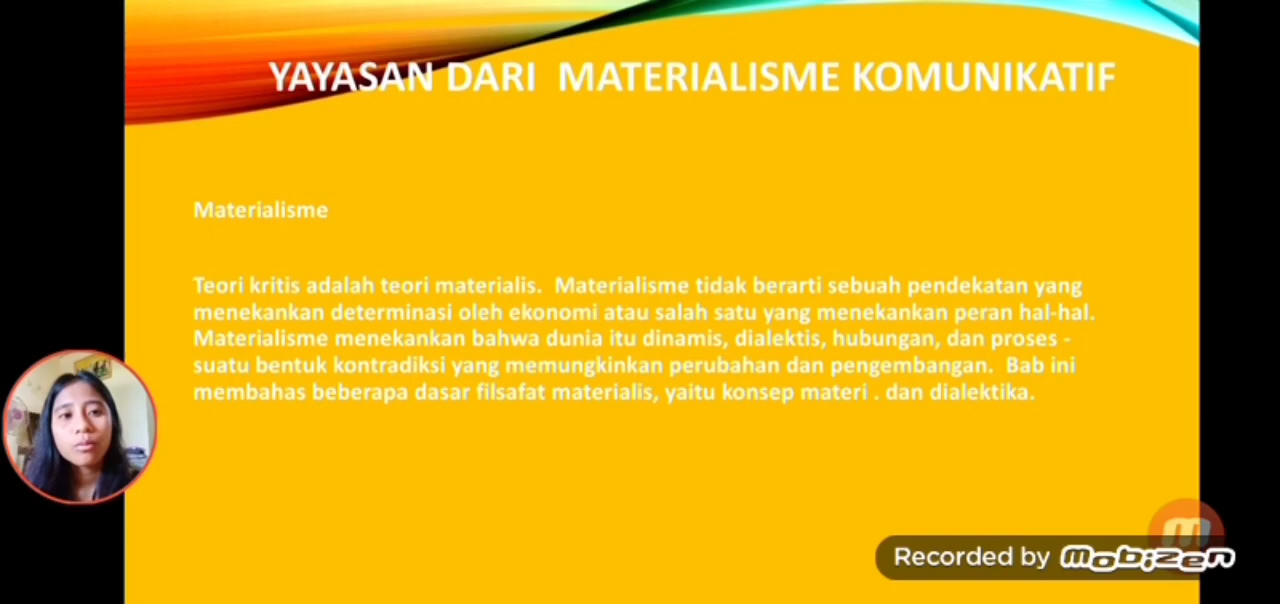 YAYASAN DARI MATERIALISME KOMUNIKATIF
Materialisme
Teori kritis adalah teori materialis. Materialisme tidak berarti sebuah pendekatan yang
menekankan determinasi oleh ekonomi atau salah satu yang menekankan peran hal-hal.
Materialisme menekankan bahwa dunia itu dinamis, dialektis, hubungan, dan proses -
suatu bentuk kontradiksi yang memungkinkan perubahan dan pengembangan. Bab ini
membahas beberapa dasar filsafat materialis, yaitu konsep materi . dan dialektika.
Recorded by mobizen